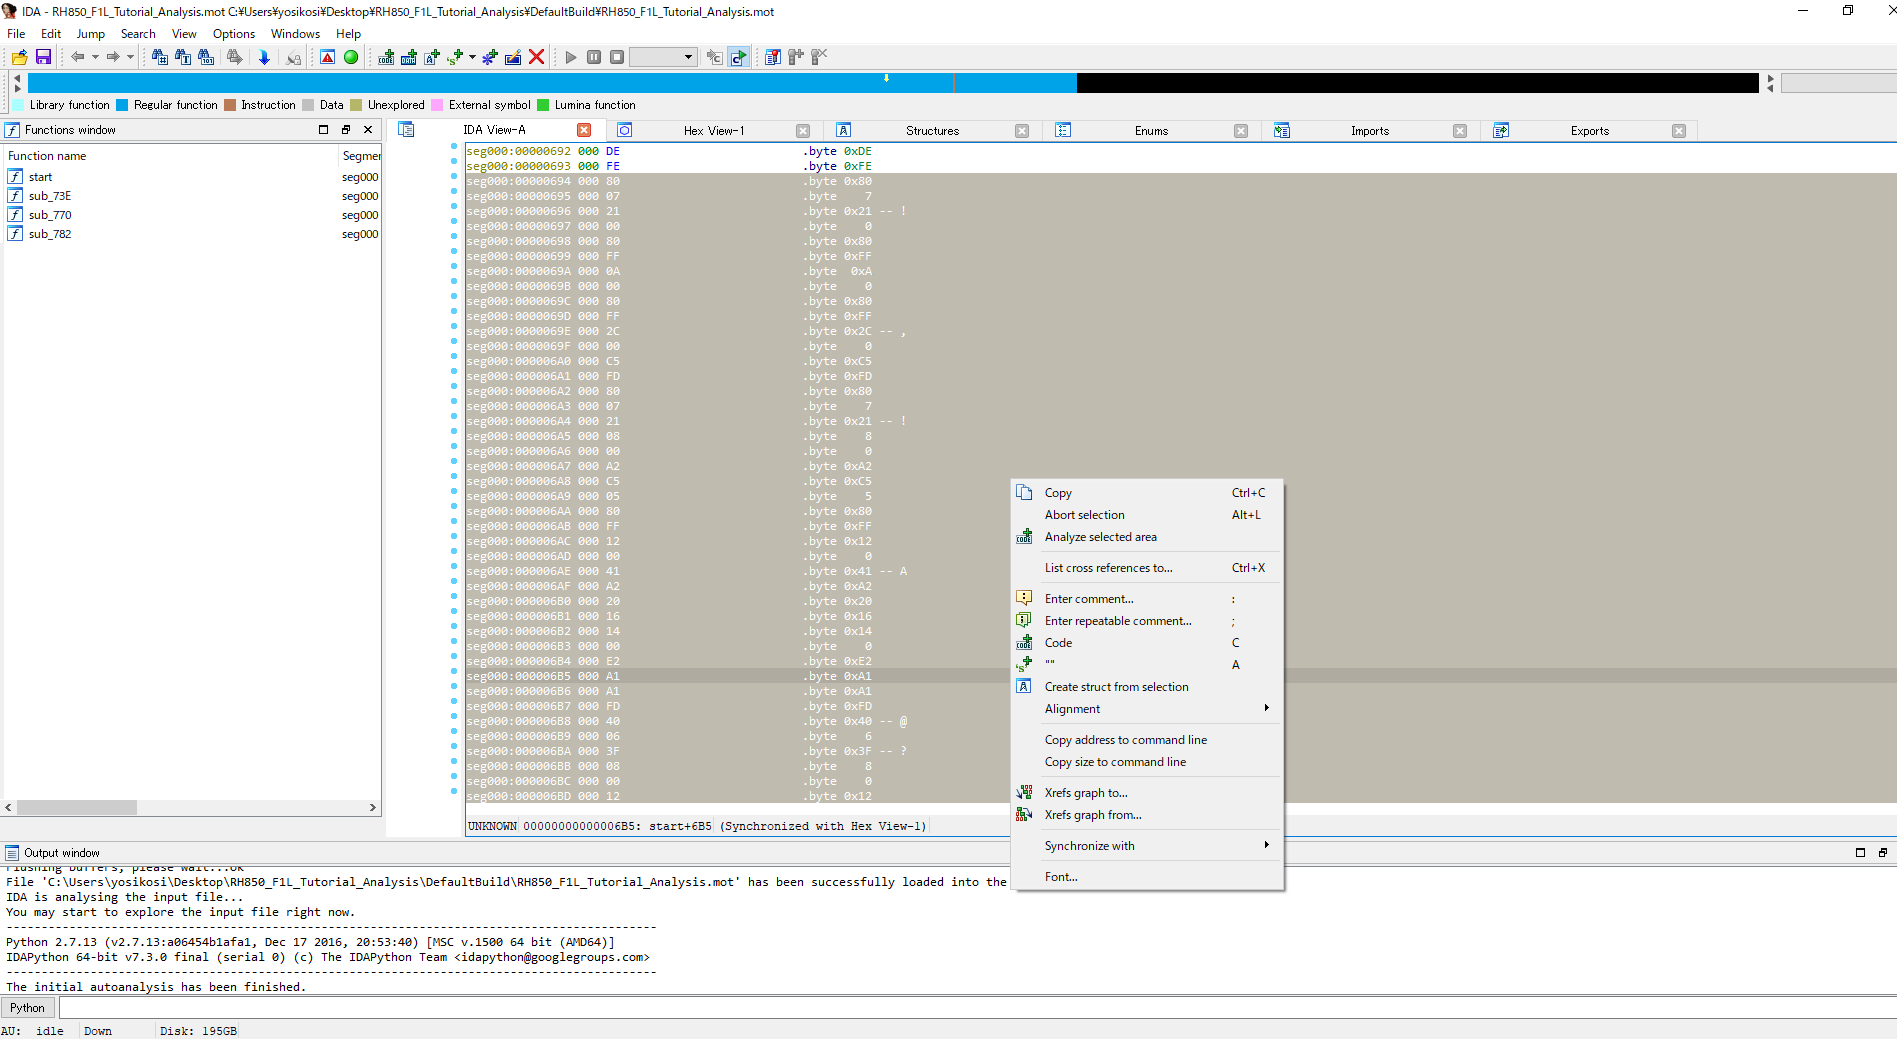 IDA - RH850_F1L_Tutorial_Analysis.mot C:¥Users¥yosikosi¥Desktop¥RH850_F1L_Tutorial_Analysis¥DefaultBuild¥RH850_F1L_Tutorial_Analysis.mot
File Edit Jump Search View Options Windows Help
Library function Regular function Instruction Data Unexplored External symbol Lumina function
Functions window
IDA View-A Hex View-1 Structures Enums Imports Exports
Function name Segmer
start seg000
sub_73E seg000
sub_770 seg000
sub_782 seg000
seg000:00000692 000 DE .byte 0xDE
seg000:00000693 000 FE .byte 0xFE
seg000:00000694 000 80 .byte 0x80
seg000:00000695 000 07 .byte 7
seg000:00000696 000 21 .byte 0x21 -- !
seg000:00000697 000 00 .byte 0
seg000:00000698 000 80 .byte 0x80
seg000:00000699 000 FF .byte 0xFF
seg000:0000069A 000 0A .byte 0xA
seg000:0000069B 000 00 .byte 0
seg000:0000069C 000 80 .byte 0x80
seg000:0000069D 000 FF .byte 0xFF
seg000:0000069E 000 2C .byte 0x2C -- ,
seg000:0000069F 000 00 .byte 0
seg000:000006A0 000 C5 .byte 0xC5
seg000:000006A1 000 FD .byte 0xFD
seg000:000006A2 000 80 .byte 0x80
seg000:000006A3 000 07 .byte 7
seg000:000006A4 000 21 .byte 0x21 -- !
seg000:000006A5 000 08 .byte 8
seg000:000006A6 000 00 .byte 0
seg000:000006A7 000 A2 .byte 0xA2
seg000:000006A8 000 C5 .byte 0xC5
seg000:000006A9 000 05 .byte 5
seg000:000006AA 000 80 .byte 0x80
seg000:000006AB 000 FF .byte 0xFF
seg000:000006AC 000 12 .byte 0x12
seg000:000006AD 000 00 .byte 0
seg000:000006AE 000 41 .byte 0x41 -- A
seg000:000006AF 000 A2 .byte 0xA2
seg000:000006B0 000 20 .byte 0x20
seg000:000006B1 000 16 .byte 0x16
seg000:000006B2 000 14 .byte 0x14
seg000:000006B3 000 00 .byte 0
seg000:000006B4 000 E2 .byte 0xE2
seg000:000006B5 000 A1 .byte 0xA1
seg000:000006B6 000 A1 .byte 0xA1
seg000:000006B7 000 FD .byte 0xFD
seg000:000006B8 000 40 .byte 0x40 -- @
seg000:000006B9 000 06 .byte 6
seg000:000006BA 000 3F .byte 0x3F -- ?
seg000:000006BB 000 08 .byte 8
seg000:000006BC 000 00 .byte 0
seg000:000006BD 000 12 .byte 0x12
UNKNOWN 00000000000006B5: start+6B5 (Synchronized with Hex View-1)
Copy Ctrl+C
Abort selection Alt+L
Analyze selected area
List cross references to... Ctrl+X
Enter comment... :
Enter repeatable comment... ;
Code C
"" A
Create struct from selection
Alignment
Copy address to command line
Copy size to command line
Xrefs graph to...
Xrefs graph from...
Synchronize with
Font...
Output window
Flushing buffers, please wait...ok
File 'C:\Users\yosikosi\Desktop\RH850_F1L_Tutorial_Analysis\DefaultBuild\RH850_F1L_Tutorial_Analysis.mot' has been successfully loaded into the
IDA is analysing the input file...
You may start to explore the input file right now.
---------------------------------------------------------------------------------------------
Python 2.7.13 (v2.7.13:a06454b1afa1, Dec 17 2016, 20:53:40) [MSC v.1500 64 bit (AMD64)]
IDAPython 64-bit v7.3.0 final (serial 0) (c) The IDAPython Team <idapython@googlegroups.com>
---------------------------------------------------------------------------------------------
The initial autoanalysis has been finished.
Python
AU: idle Down Disk: 195GB